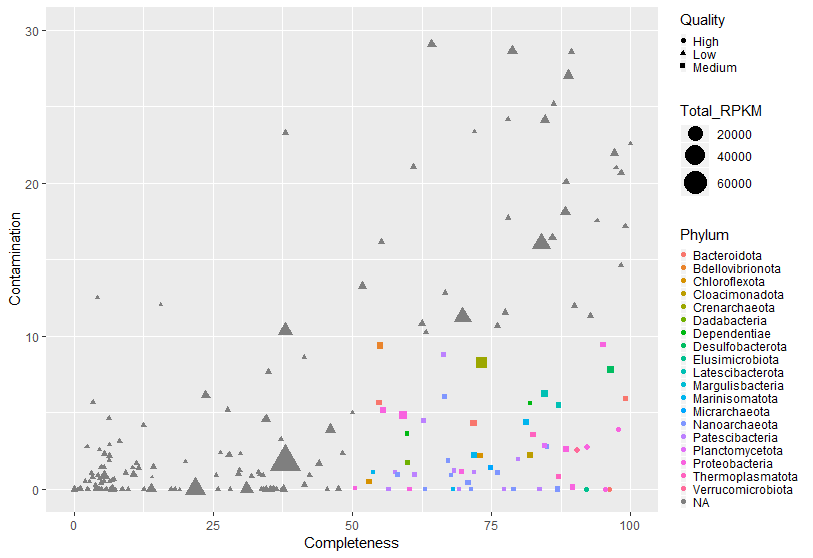 30
20
10
0
Contamination
0
25
50
75
100
Completeness
Quality
High
Low
Medium
Total_RPKM
20000
40000
60000
Phylum
Bacteroidota
Bdellovibrionota
Chloroflexota
Cloacimonadota
Crenarchaeota
Dadabacteria
Dependentiae
Desulfobacterota
Elusimicrobiota
Latescibacterota
Margulisbacteria
Marinisomatota
Micrarchaeota
Nanoarchaeota
Patescibacteria
Planctomycetota
Proteobacteria
Thermoplasmatota
Verrucomicrobiota
NA